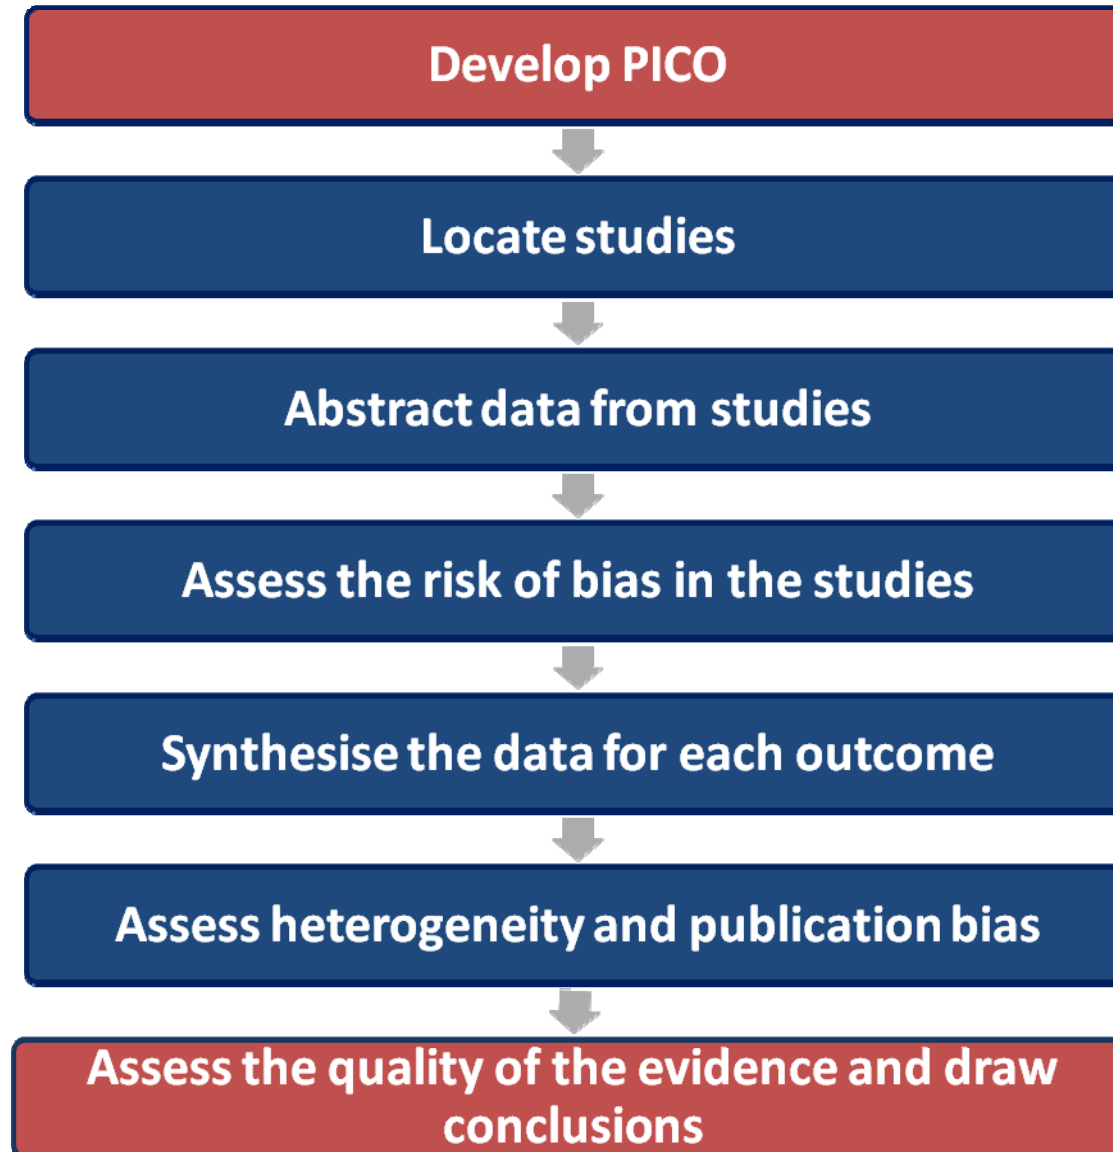 Develop PICO
Locate studies
Abstract data from studies
Assess the risk of bias in the studies
Synthesise the data for each outcome
Assess heterogeneity and publication bias
Assess the quality of the evidence and draw
conclusions